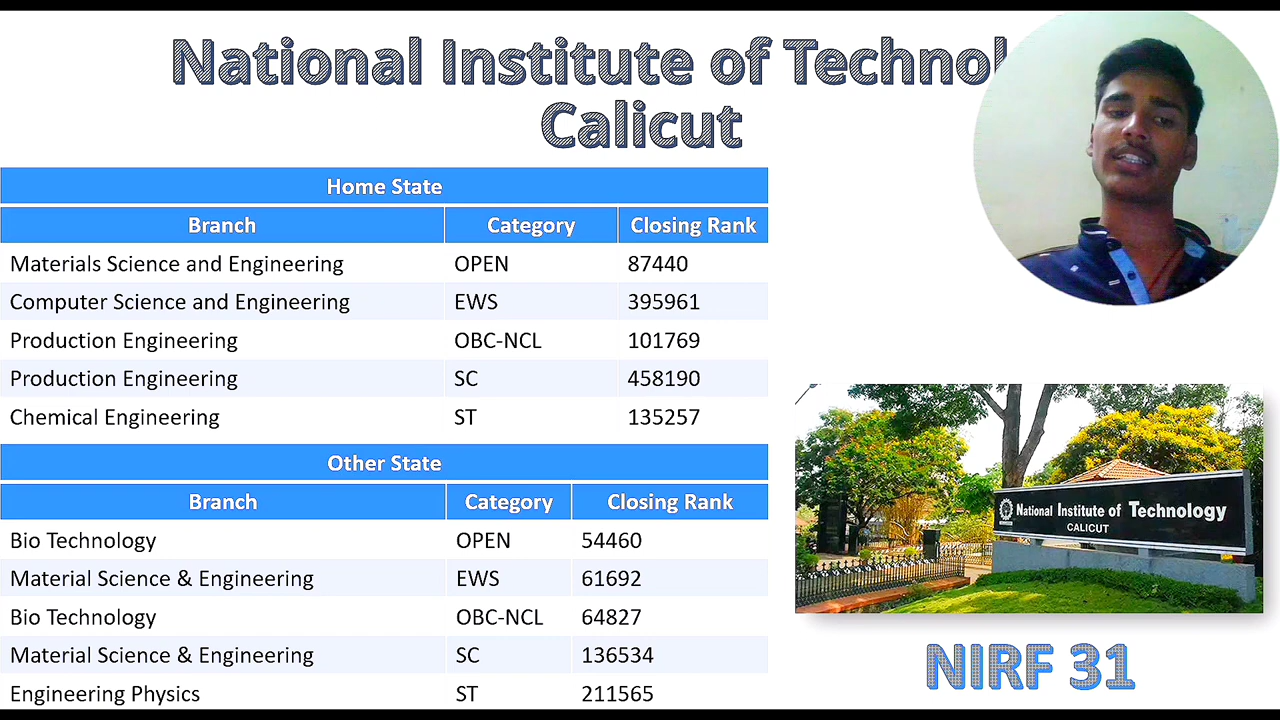 National Institute of Technol
Calicut
Home State
Branch Category Closing Rank
Materials Science and Engineering OPEN 87440
Computer Science and Engineering EWS 395961
Production Engineering OBC-NCL 101769
Production Engineering SC 458190
Chemical Engineering ST 135257
Other State
Branch Category Closing Rank
Bio Technology OPEN 54460
Material Science & Engineering EWS 61692
Bio Technology OBC-NCL 64827
Material Science & Engineering SC 136534
Engineering Physics ST 211565
National Institute of Technology
CALICUT
NIRF 31